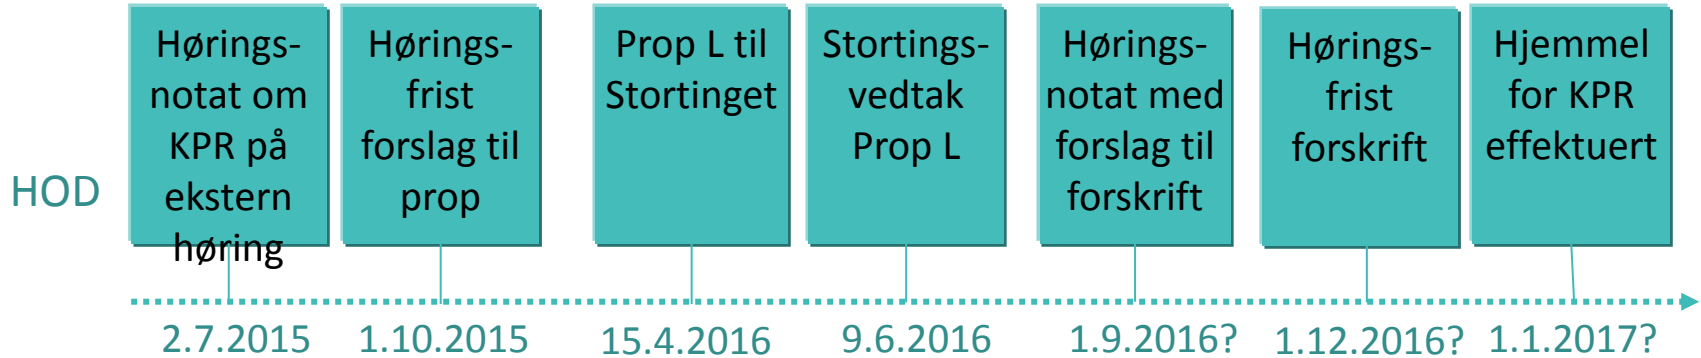 HOD
Hørings-
notat om
KPR på
ekstern
høring
Hørings-
frist
forslag til
prop
Prop L til
Stortinget
Stortings-
vedtak
Prop L
Hørings-
notat med
forslag til
forskrift
Hørings-
frist
forskrift
Hjemmel
for KPR
effektuert
2.7.2015
1.10.2015
15.4.2016
9.6.2016
1.9.2016?
1.12.2016?
1.1.2017?